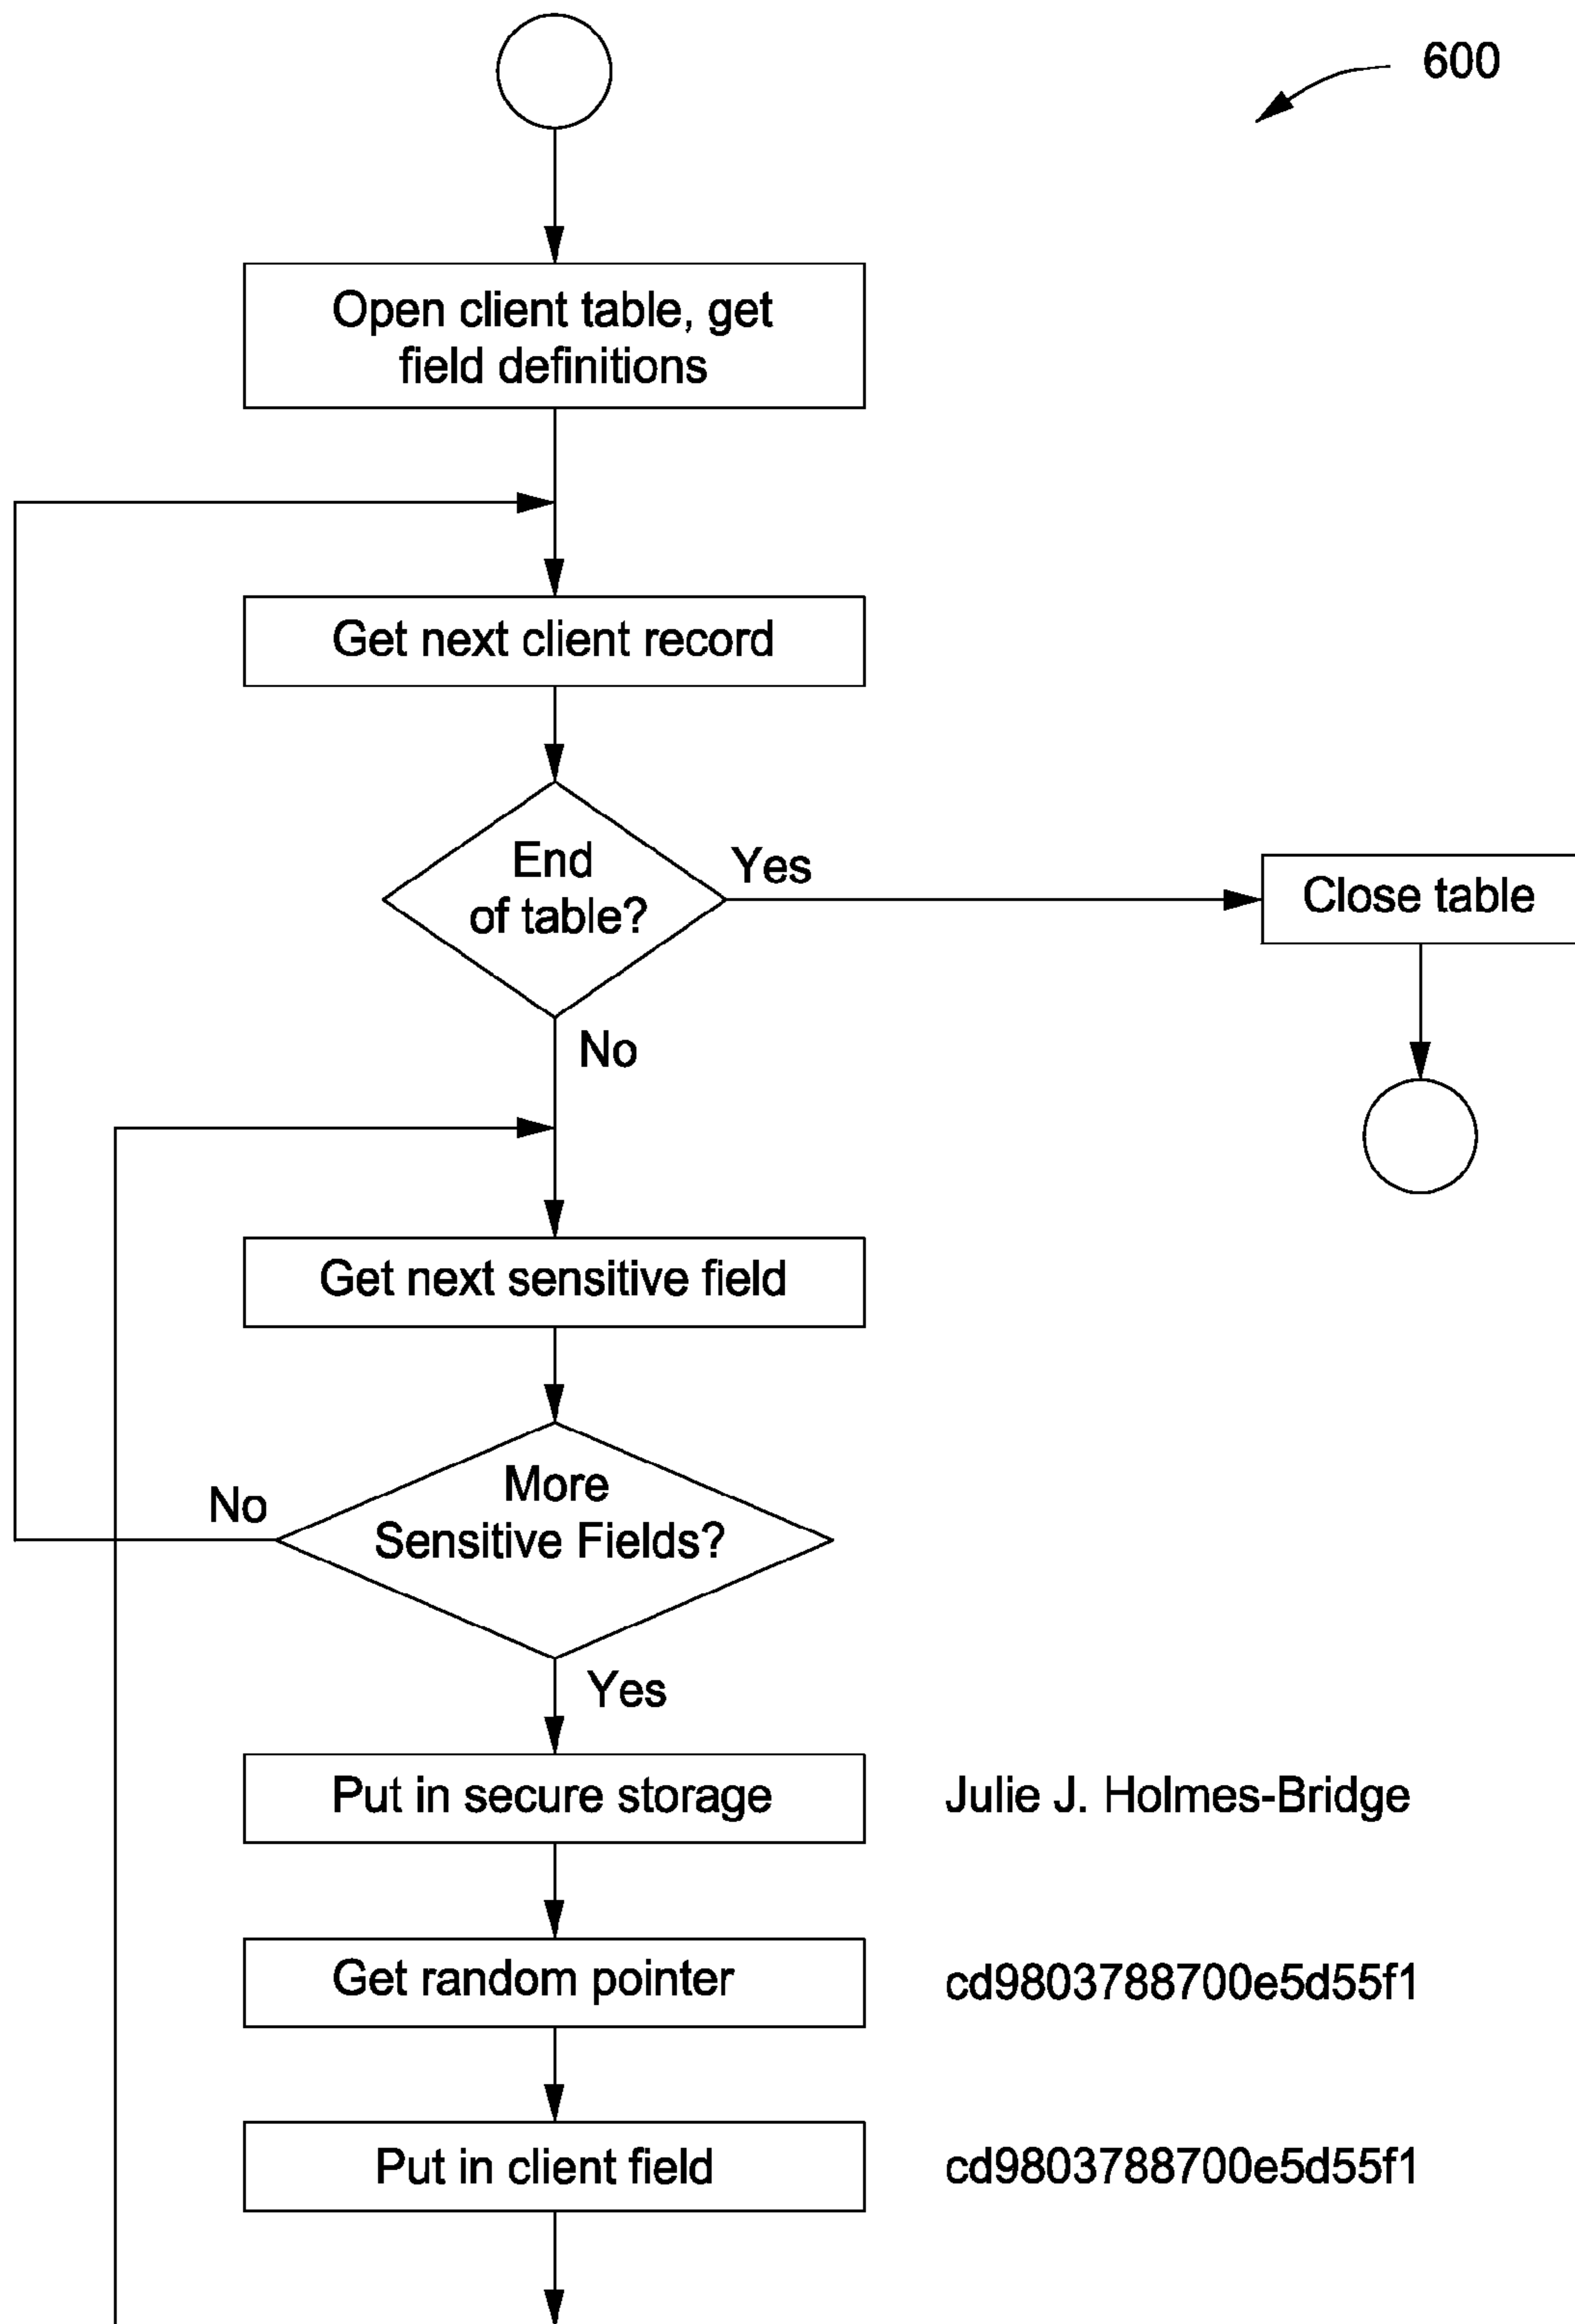 600
Open client table, get
field definitions
Get next client record
End
of table?
Yes
Close table
No
Get next sensitive field
More
Sensitive Fields?
No
Yes
Put in secure storage
Julie J. Holmes-Bridge
Get random pointer
cd9803788700e5d55f1
Put in client field
cd9803788700e5d55f1